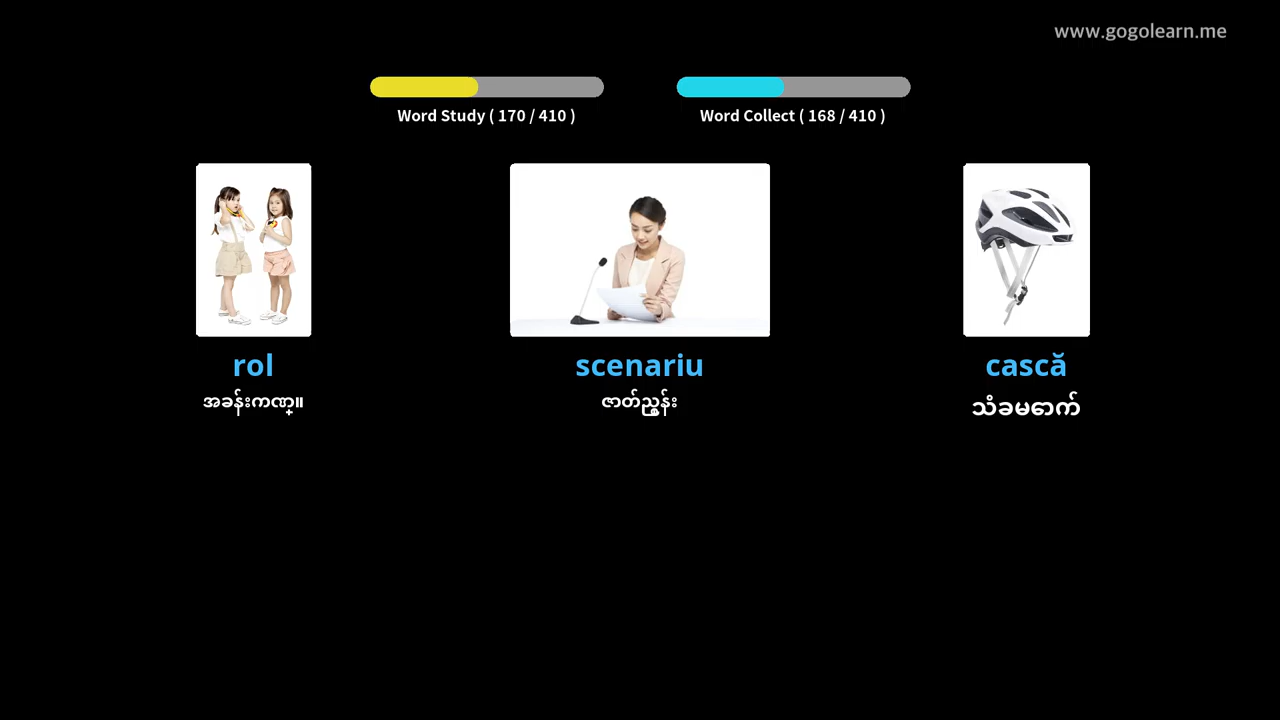 www.gogolearn.me
Word Study ( 170 / 410 )
Word Collect ( 168 / 410 )
rol
scenariu
cască
အခန်းကဏ္ဍ။
ဇာတ်ညွှန်း
သံခမောက်